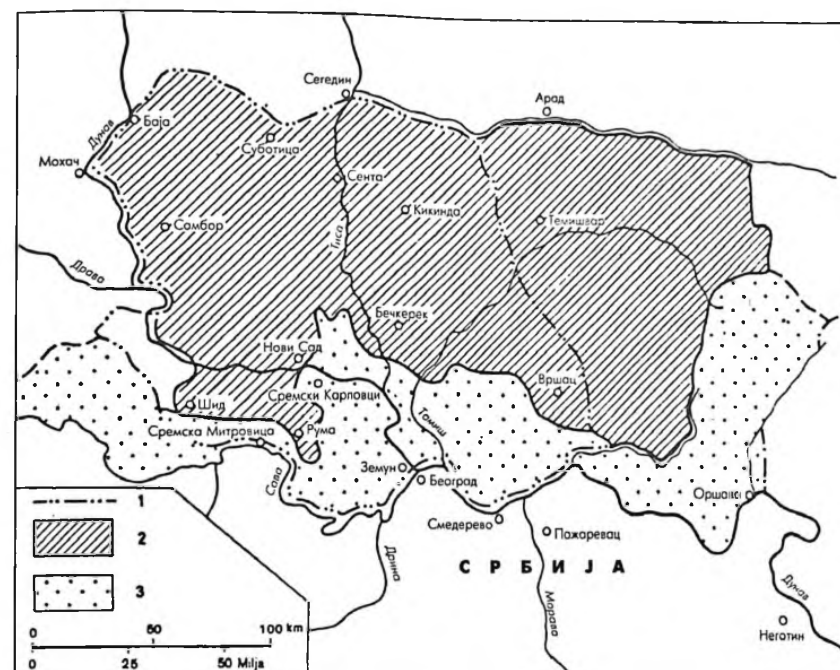 Сегедин
Арад
Баја
Дунав
Суботица
Мохач
Сента
Кикинда
Темишвар
Сомбор
Тиса
Драва
Бечкерек
Нови Сад
Вршац
Сремски Карловци
Шид
Тамиш
Рума
Сремска Митровица
Земун
Београд
Сава
Оршава
Смедерево
Пожаревац
СРБИЈА
Дрина
Морава
Дунав
Неготин
1
2
3
0 50 100 km
0 25 50 Milja